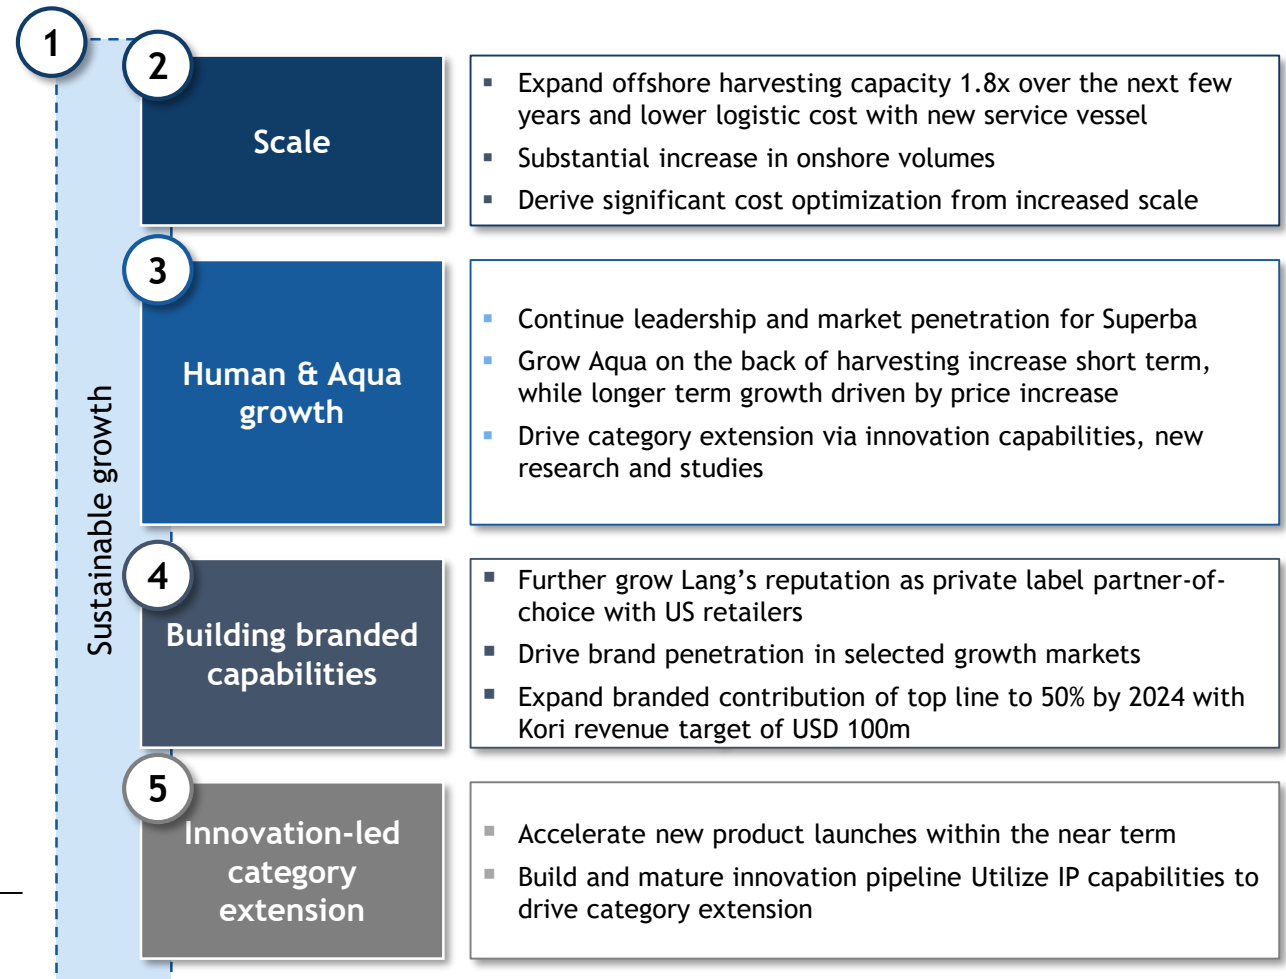 1
Sustainable growth
2
Scale
▪ Expand offshore harvesting capacity 1.8x over the next few
years and lower logistic cost with new service vessel
▪ Substantial increase in onshore volumes
▪ Derive significant cost optimization from increased scale
3
Human & Aqua
growth
▪ Continue leadership and market penetration for Superba
▪ Grow Aqua on the back of harvesting increase short term,
while longer term growth driven by price increase
▪ Drive category extension via innovation capabilities, new
research and studies
4
Building branded
capabilities
▪ Further grow Lang’s reputation as private label partner-of-
choice with US retailers
▪ Drive brand penetration in selected growth markets
▪ Expand branded contribution of top line to 50% by 2024 with
Kori revenue target of USD 100m
5
Innovation-led
category
extension
▪ Accelerate new product launches within the near term
▪ Build and mature innovation pipeline Utilize IP capabilities to
drive category extension